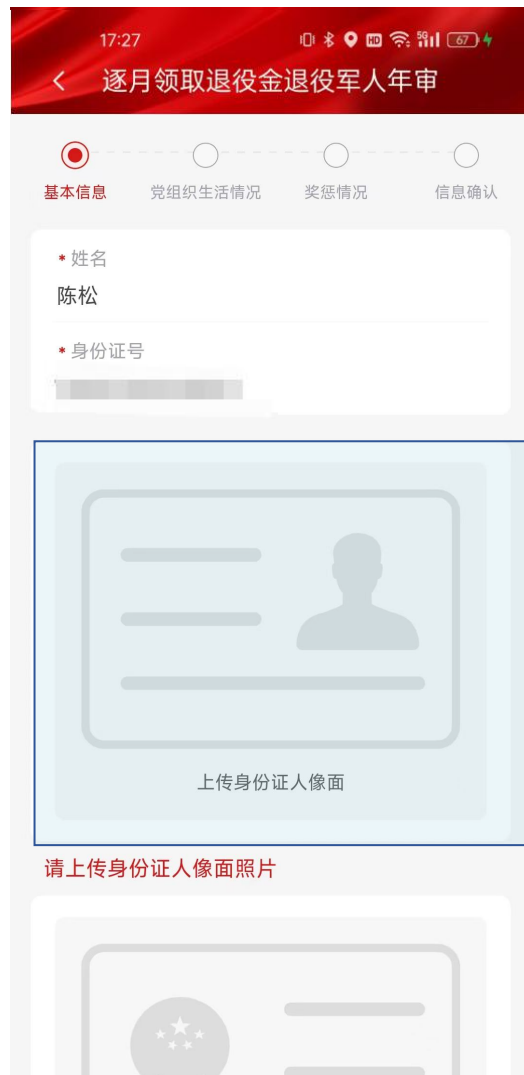 17:27
HD 5G 67
逐月领取退役金退役军人年审
基本信息 党组织生活情况 奖惩情况 信息确认
* 姓名
陈松
* 身份证号
上传身份证人像面
请上传身份证人像面照片